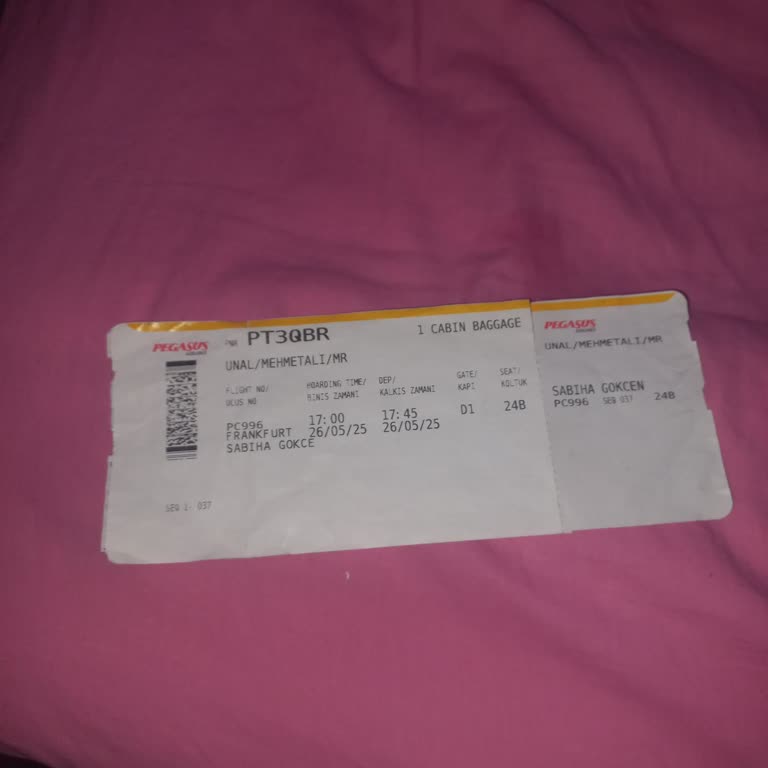 PEGASUS
PNR PT3QBR
1 CABIN BAGGAGE
UNAL/MEHMETALI/MR
FLIGHT NO/ BOARDING TIME/ DEP/ GATE/ SEAT/
UCUS NO BINIS ZAMANI KALKIS ZAMANI KAPI KOLTUK
PC996 17:00 17:45 D1 24B
FRANKFURT 26/05/25 26/05/25
SABIHA GOKCE
SEQ 037
PEGASUS
UNAL/MEHMETALI/MR
SABIHA GOKCEN
PC996 SEQ 037 24B